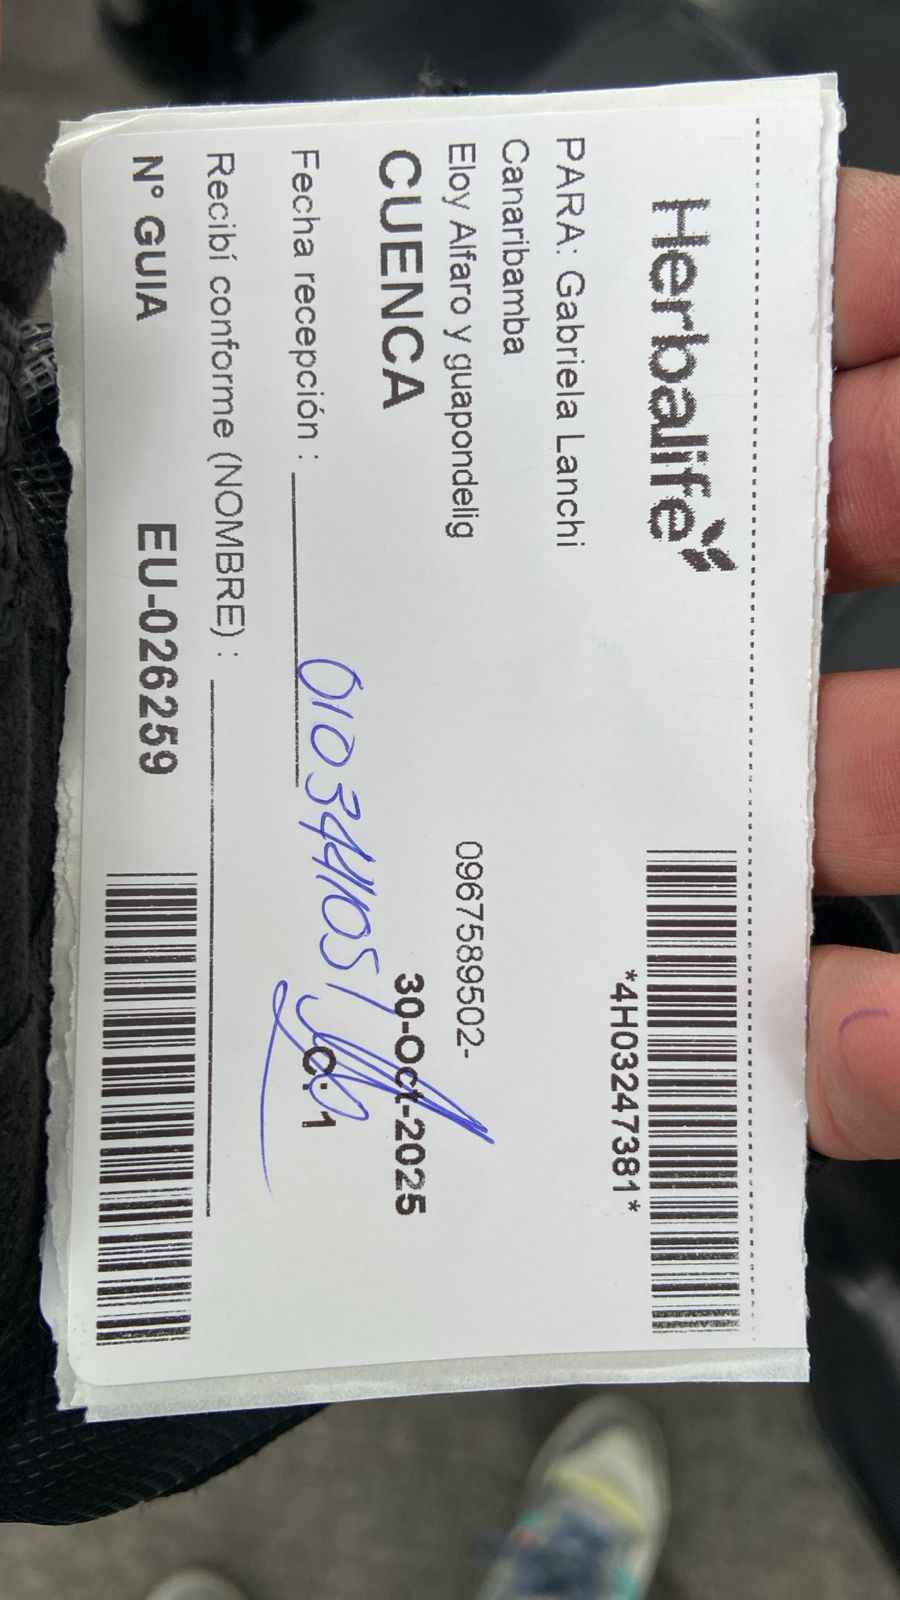 Herbalife
*4H03247381*
PARA: Gabriela Lanchi
Canaribamba
Eloy Alfaro y guapondelig
0967589502-
CUENCA
30-Oct-2025
Fecha recepción :
0103441051
C: 1
Recibí conforme (NOMBRE) :
N° GUIA EU-026259